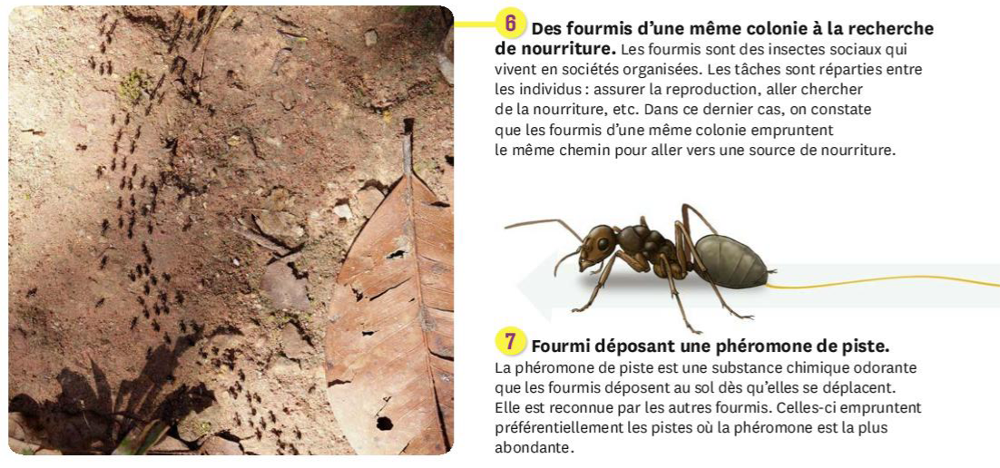 6 Des fourmis d'une même colonie à la recherche
de nourriture. Les fourmis sont des insectes sociaux qui
vivent en sociétés organisées. Les tâches sont réparties entre
les individus : assurer la reproduction, aller chercher
de la nourriture, etc. Dans ce dernier cas, on constate
que les fourmis d'une même colonie empruntent
le même chemin pour aller vers une source de nourriture.
7 Fourmi déposant une phéromone de piste.
La phéromone de piste est une substance chimique odorante
que les fourmis déposent au sol dès qu'elles se déplacent.
Elle est reconnue par les autres fourmis. Celles-ci empruntent
préférentiellement les pistes où la phéromone est la plus
abondante.